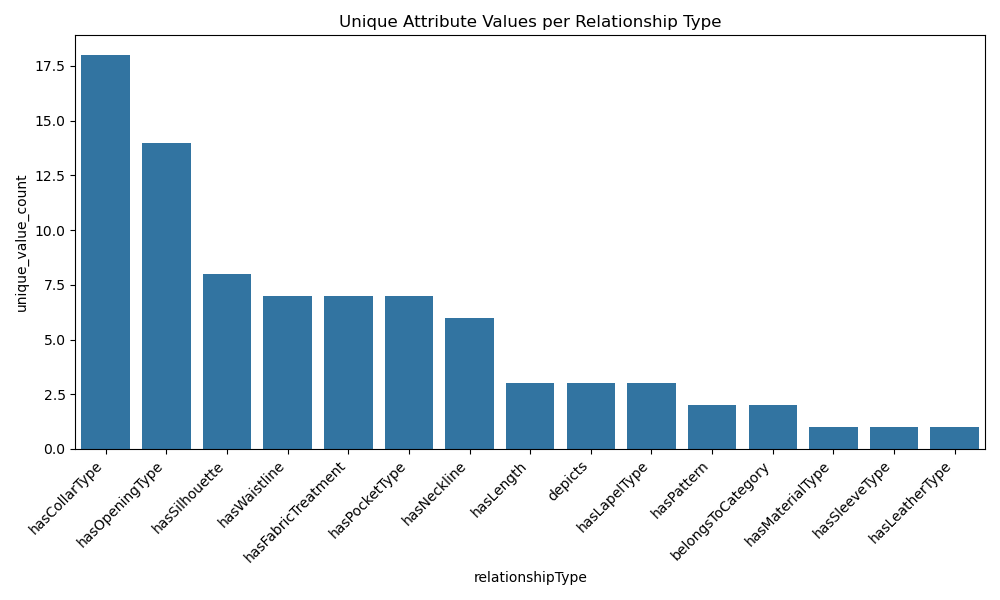 Unique Attribute Values per Relationship Type
unique_value_count
17.5
15.0
12.5
10.0
7.5
5.0
2.5
0.0
hasCollarType
hasOpeningType
hasSilhouette
hasWaistline
hasFabricTreatment
hasPocketType
hasNeckline
hasLength
depicts
hasLapelType
hasPattern
belongsToCategory
hasMaterialType
hasSleeveType
hasLeatherType
relationshipType